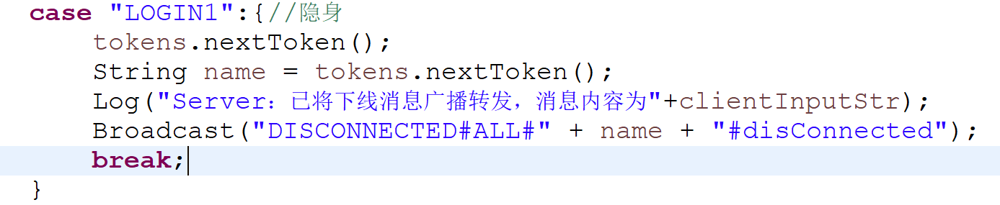 case "LOGIN1":{//隐身
tokens.nextToken();
String name = tokens.nextToken();
Log("Server：已将下线消息广播转发，消息内容为"+clientInputStr);
Broadcast("DISCONNECTED#ALL#" + name + "#disConnected");
break;
}